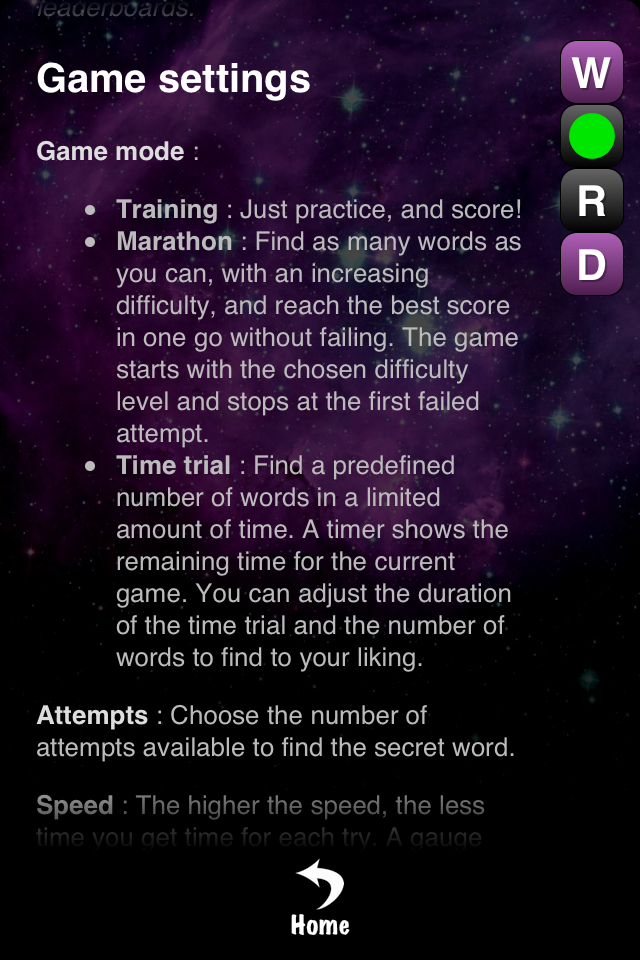 leaderboards.
Game settings
W
R
D
Game mode :
• Training : Just practice, and score!
• Marathon : Find as many words as
you can, with an increasing
difficulty, and reach the best score
in one go without failing. The game
starts with the chosen difficulty
level and stops at the first failed
attempt.
• Time trial : Find a predefined
number of words in a limited
amount of time. A timer shows the
remaining time for the current
game. You can adjust the duration
of the time trial and the number of
words to find to your liking.
Attempts : Choose the number of
attempts available to find the secret word.
Speed : The higher the speed, the less
time you get time for each try. A gauge
Home